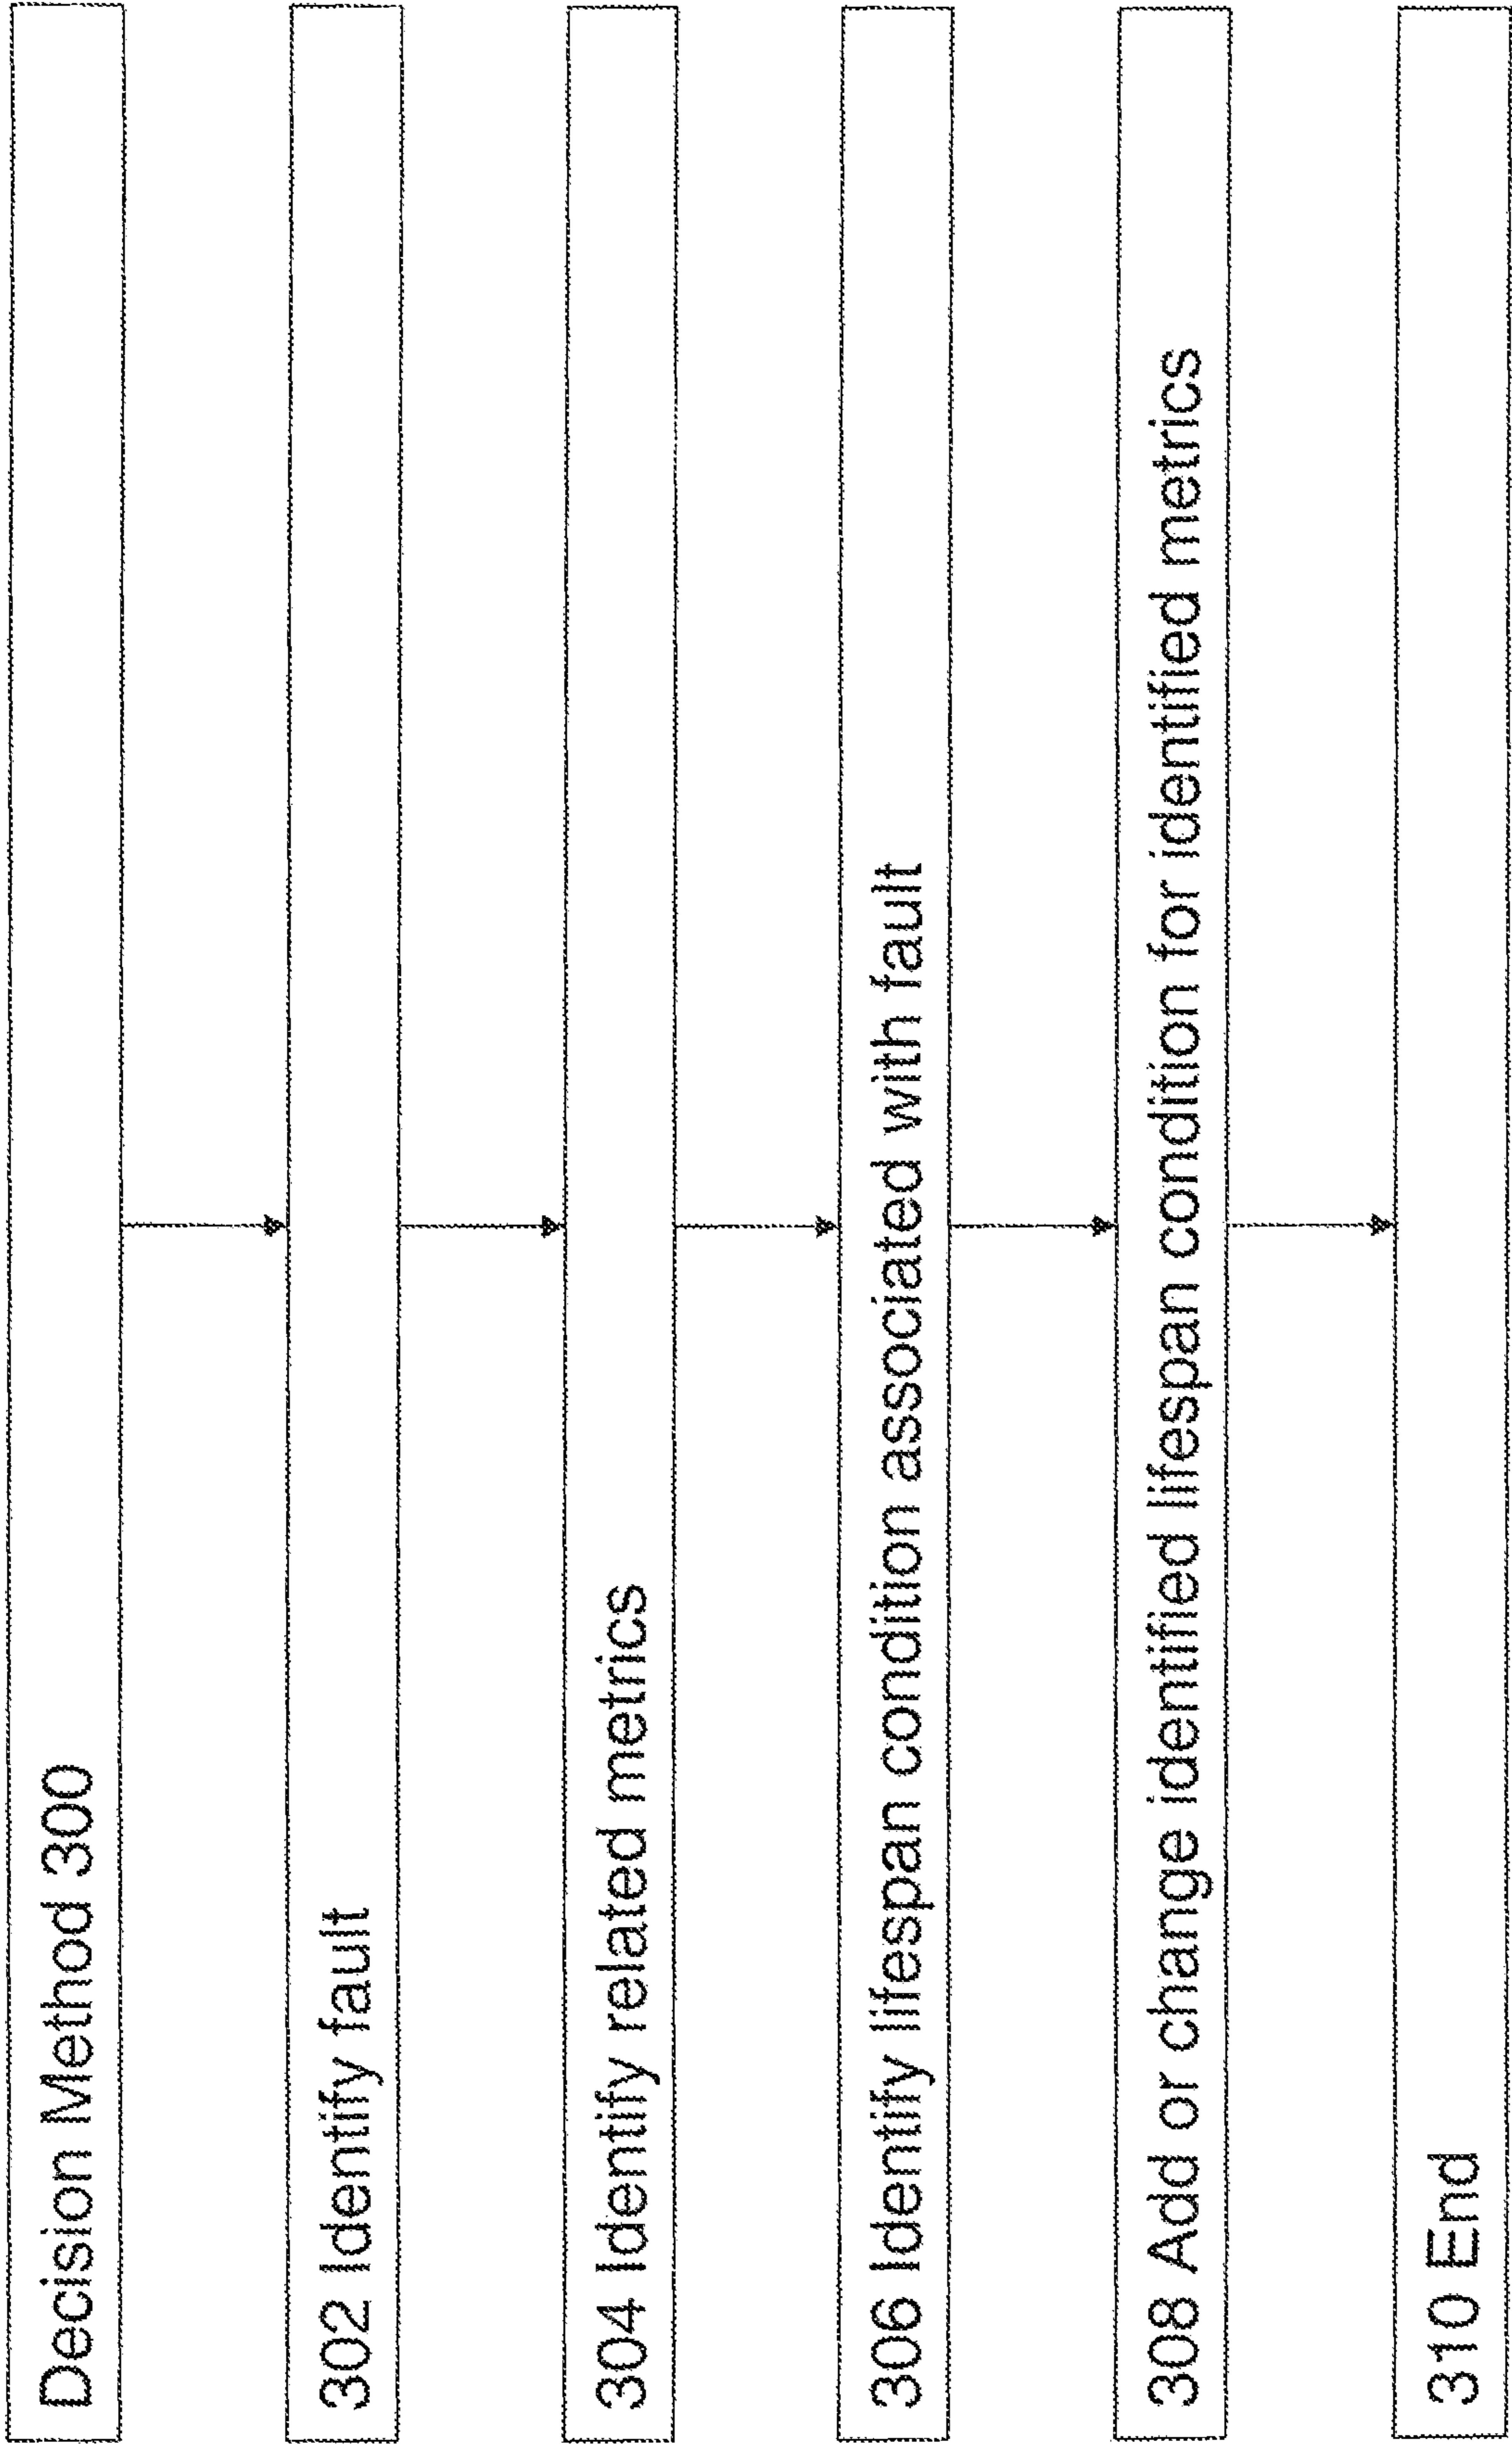 Decision Method 300
302 Identify fault
304 Identify related metrics
306 Identify lifespan condition associated with fault
308 Add or change identified lifespan condition for identified metrics
310 End